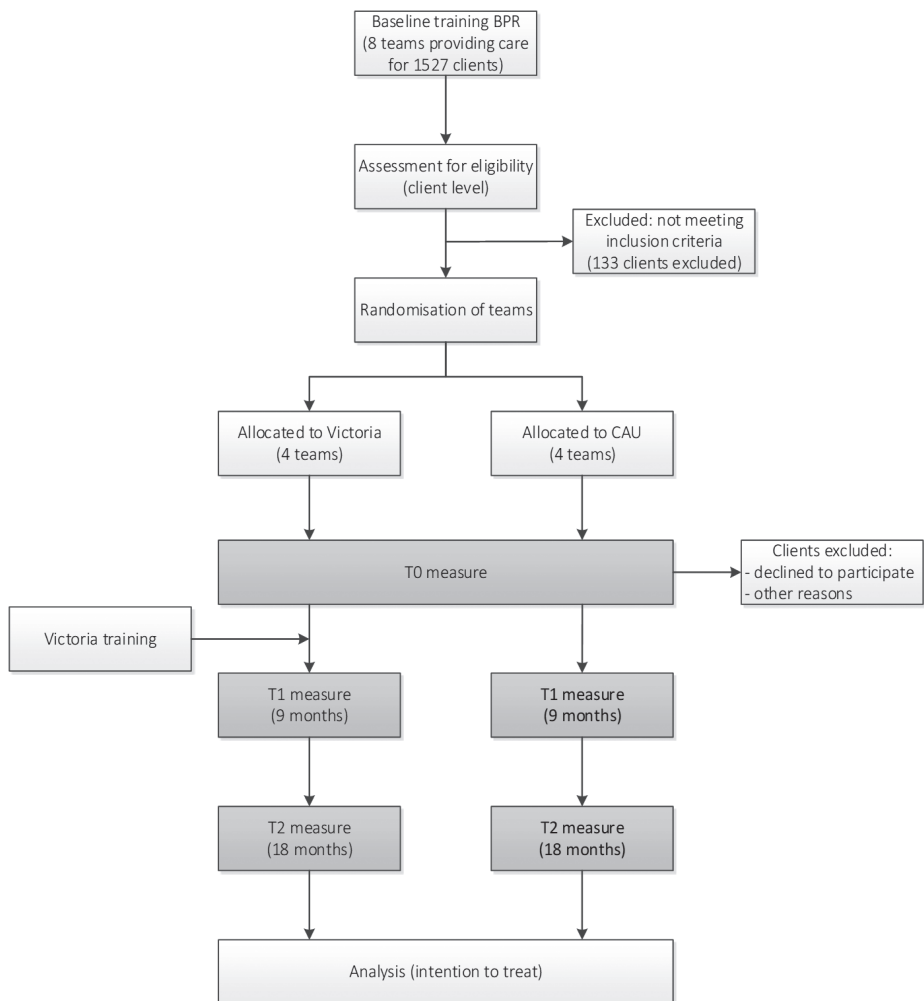 Baseline training BPR
(8 teams providing care
for 1527 clients)
Assessment for eligibility
(client level)
Excluded: not meeting
inclusion criteria
(133 clients excluded)
Randomisation of teams
Allocated to Victoria
(4 teams)
Allocated to CAU
(4 teams)
T0 measure
Clients excluded:
- declined to participate
- other reasons
Victoria training
T1 measure
(9 months)
T1 measure
(9 months)
T2 measure
(18 months)
T2 measure
(18 months)
Analysis (intention to treat)